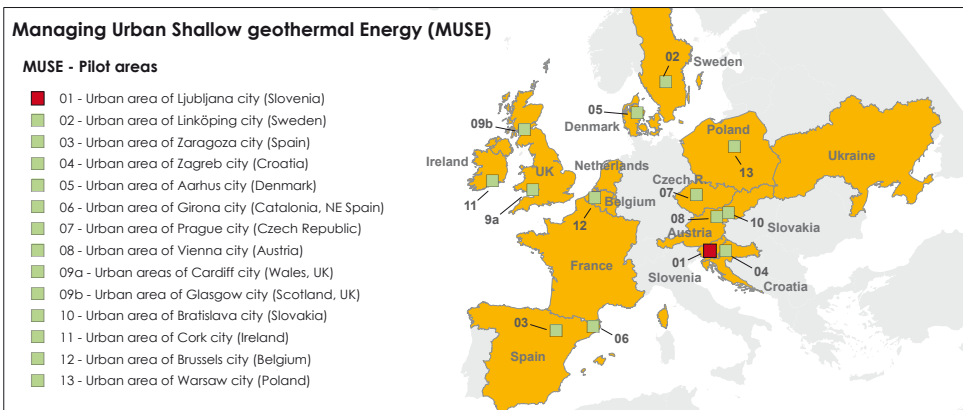 Managing Urban Shallow geothermal Energy (MUSE)
MUSE - Pilot areas
01 - Urban area of Ljubljana city (Slovenia)
02 - Urban area of Linköping city (Sweden)
03 - Urban area of Zaragoza city (Spain)
04 - Urban area of Zagreb city (Croatia)
05 - Urban area of Aarhus city (Denmark)
06 - Urban area of Girona city (Catalonia, NE Spain)
07 - Urban area of Prague city (Czech Republic)
08 - Urban area of Vienna city (Austria)
09a - Urban areas of Cardiff city (Wales, UK)
09b - Urban area of Glasgow city (Scotland, UK)
10 - Urban area of Bratislava city (Slovakia)
11 - Urban area of Cork city (Ireland)
12 - Urban area of Brussels city (Belgium)
13 - Urban area of Warsaw city (Poland)
02
Sweden
05
Denmark
09b
Poland
13
Ukraine
Ireland
UK
Netherlands
11
9a
Belgium
12
Czech R.
07
08
10
Slovakia
Austria
01
Slovenia
04
Croatia
France
03
06
Spain